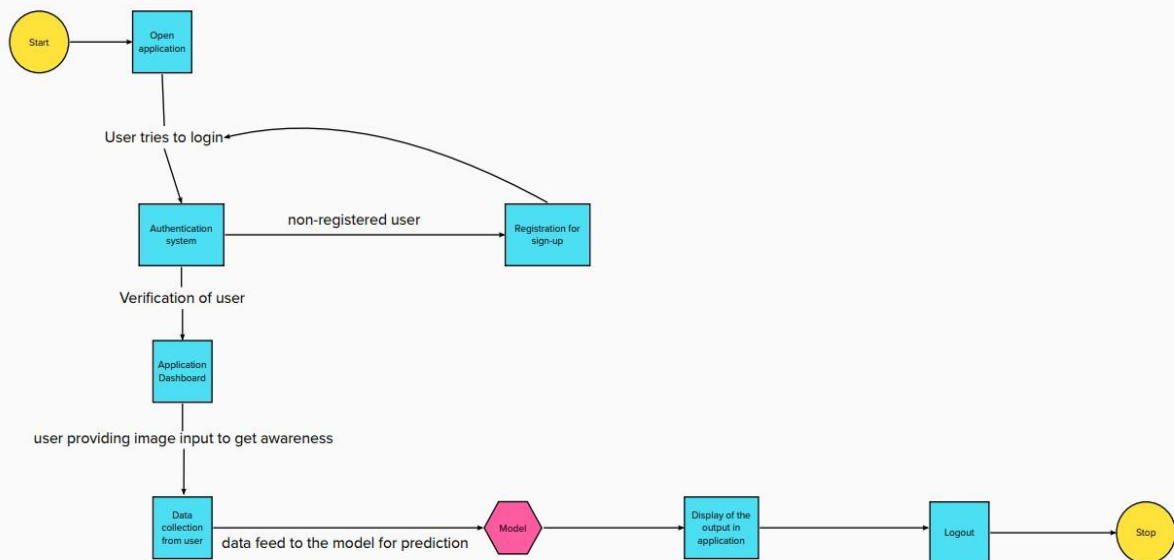 Start
Open
application
User tries to login
Authentication
system
non-registered user
Registration for
sign-up
Verification of user
Application
Dashboard
user providing image input to get awareness
Data
collection
from user
data feed to the model for prediction
Model
Display of the
output in
application
Logout
Stop